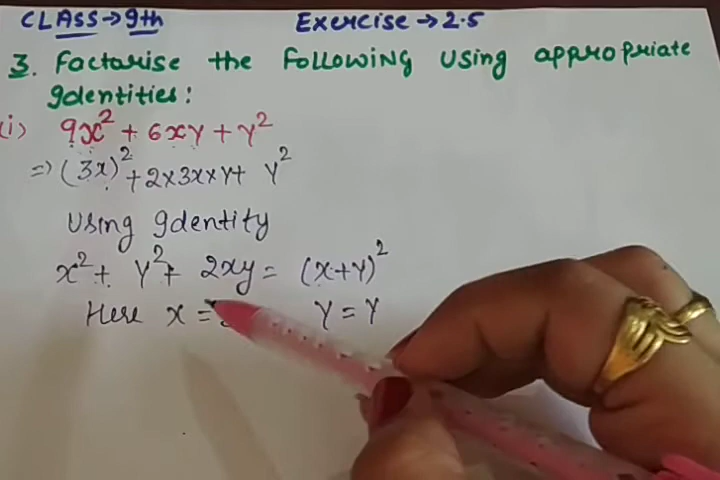 CLASS→9th Exercise→2.5
3. Factorise the following using appropriate
Identities:
(i) 9x² + 6xy + y²
⇒ (3x)² + 2×3x×y + y²
Using Identity
x² + y² + 2xy = (x+y)²
Here x = y = y